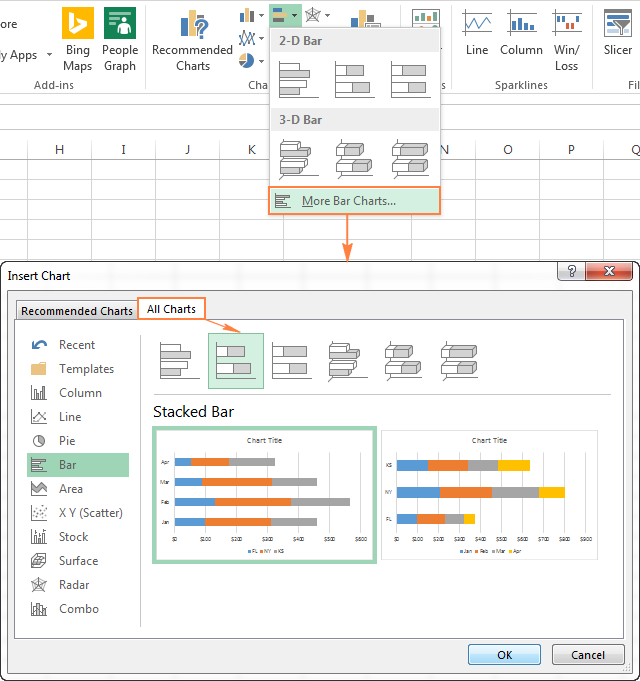 ore
y Apps
Bing Maps
People Graph
Add-ins
Recommended Charts
Cha
2-D Bar
3-D Bar
More Bar Charts...
Line
Column
Win/
Loss
Sparklines
Slicer
Fil
s
H I J K N O P Q
Insert Chart
?
Recommended Charts
All Charts
Recent
Templates
Column
Line
Pie
Bar
Area
X Y (Scatter)
Stock
Surface
Radar
Combo
Stacked Bar
Chart Title
Apr
Mar
Feb
Jan
$0 $100 $200 $300 $400 $500 $600
FL NY KS
Chart Title
KS
NY
FL
$0 $100 $200 $300 $400 $500 $600 $700 $800 $900
Jan Feb Mar Apr
OK
Cancel